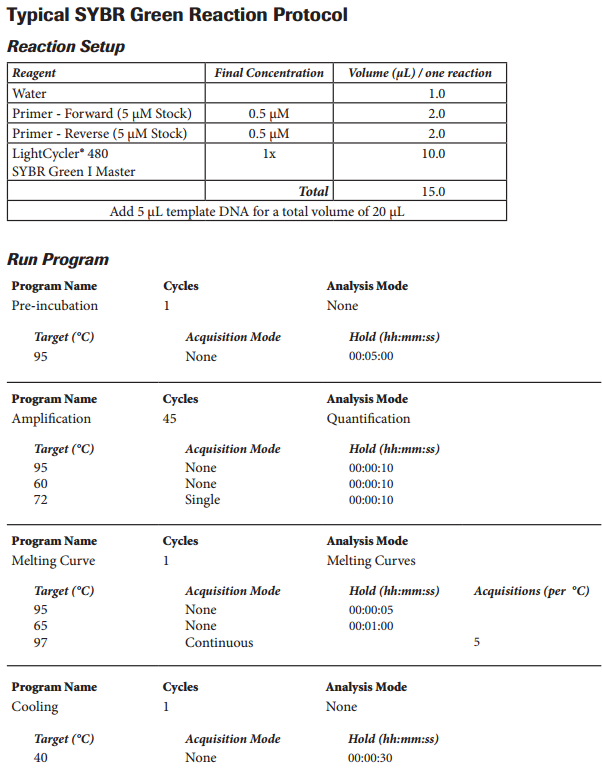 Typical SYBR Green Reaction Protocol
Reaction Setup
Reagent Final Concentration Volume (µL) / one reaction
Water 1.0
Primer - Forward (5 µM Stock) 0.5 µM 2.0
Primer - Reverse (5 µM Stock) 0.5 µM 2.0
LightCycler® 480 1x 10.0
SYBR Green I Master
Total 15.0
Add 5 µL template DNA for a total volume of 20 µL
Run Program
Program Name Cycles Analysis Mode
Pre-incubation 1 None
Target (°C) Acquisition Mode Hold (hh:mm:ss)
95 None 00:05:00
Program Name Cycles Analysis Mode
Amplification 45 Quantification
Target (°C) Acquisition Mode Hold (hh:mm:ss)
95 None 00:00:10
60 None 00:00:10
72 Single 00:00:10
Program Name Cycles Analysis Mode
Melting Curve 1 Melting Curves
Target (°C) Acquisition Mode Hold (hh:mm:ss) Acquisitions (per °C)
95 None 00:00:05
65 None 00:01:00
97 Continuous 5
Program Name Cycles Analysis Mode
Cooling 1 None
Target (°C) Acquisition Mode Hold (hh:mm:ss)
40 None 00:00:30